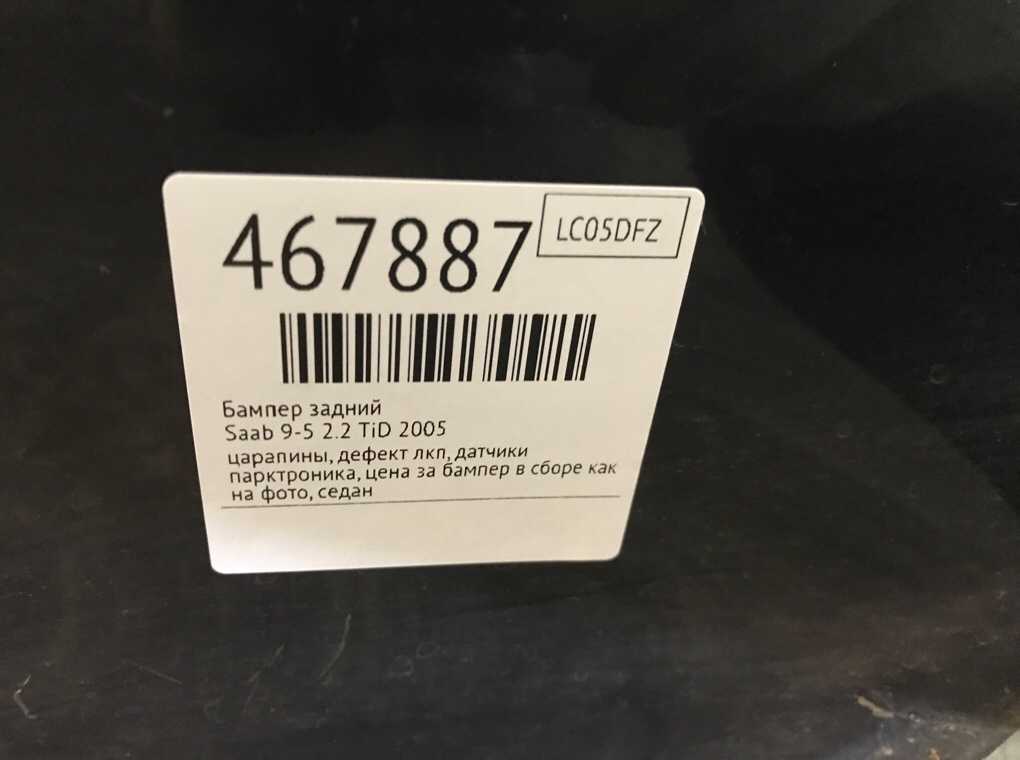 467887
LC05DFZ
Бампер задний
Saab 9-5 2.2 TiD 2005
царапины, дефект лкп, датчики
парктроника, цена за бампер в сборе как
на фото, седан